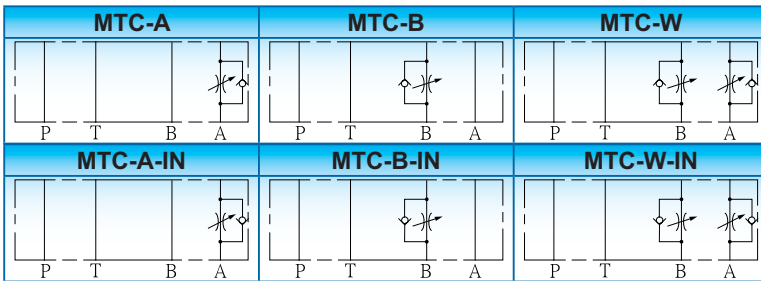 MTC-A MTC-B MTC-W
P T B A P T B A P T B A
MTC-A-IN MTC-B-IN MTC-W-IN
P T B A P T B A P T B A